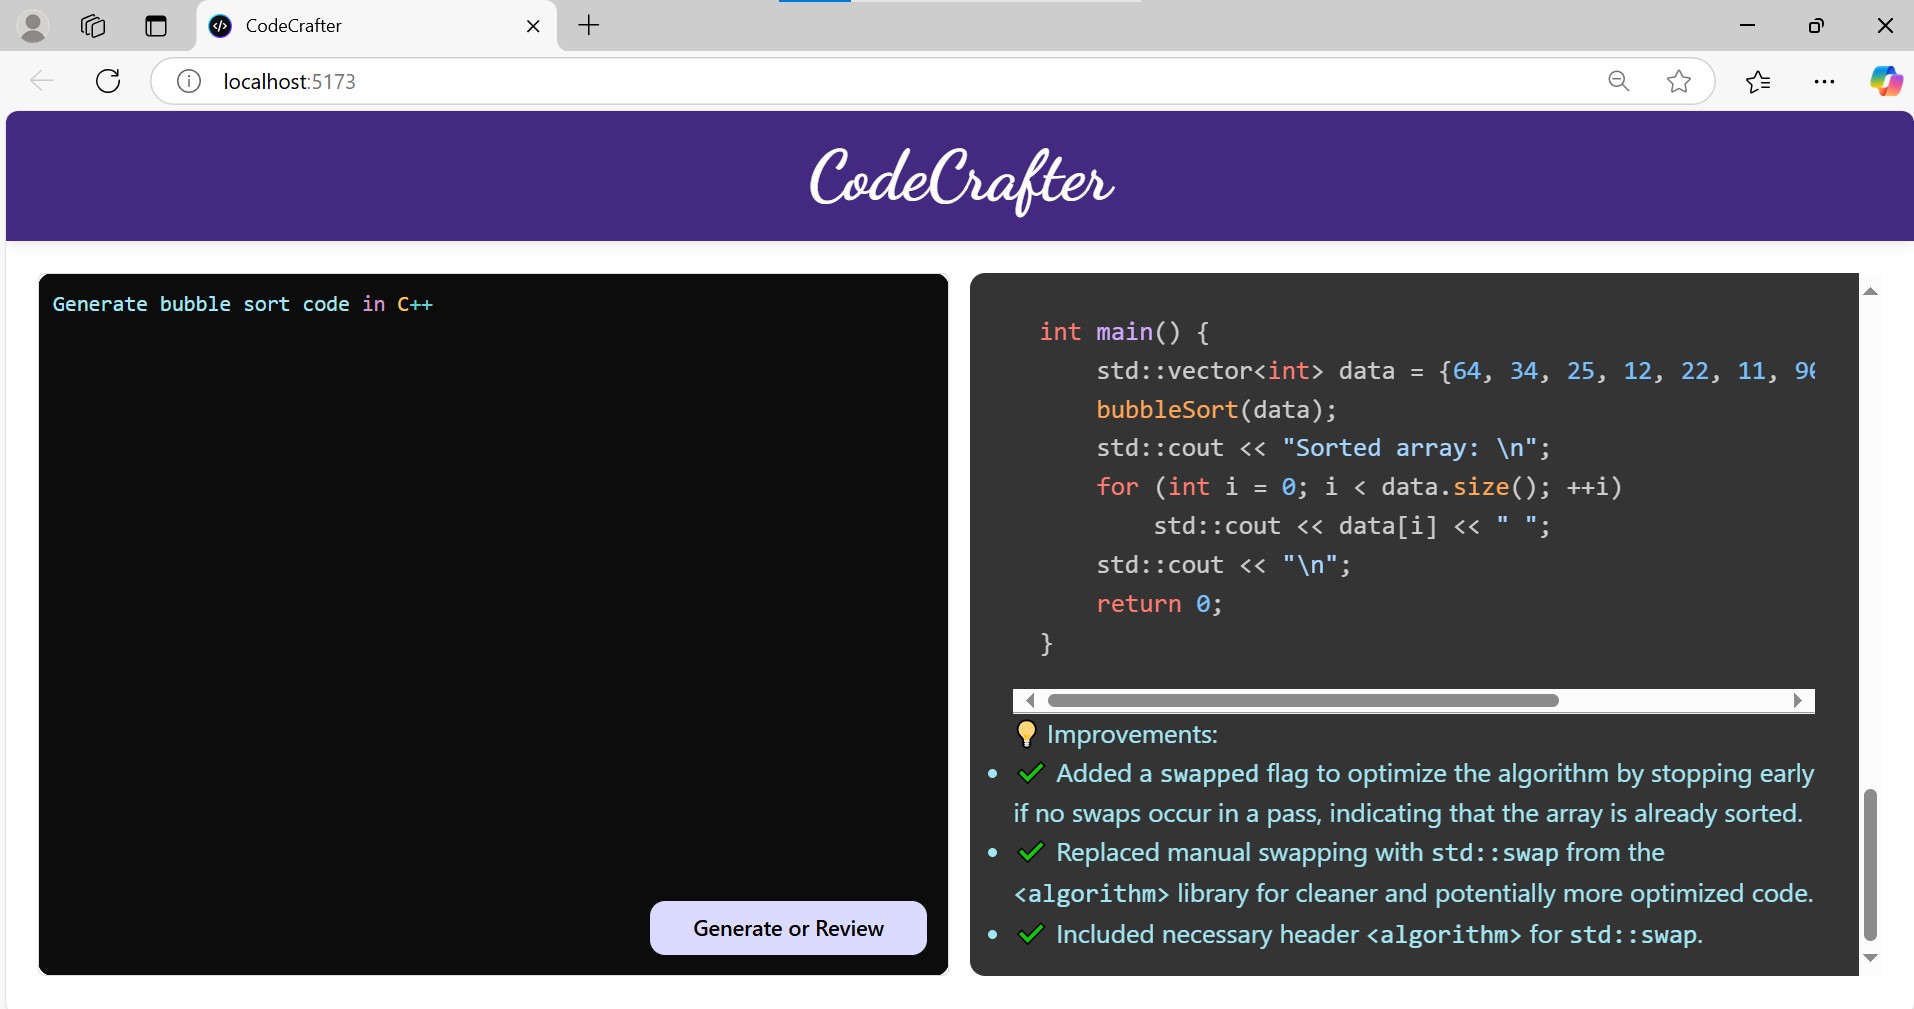 CodeCrafter
localhost:5173
CodeCrafter
Generate bubble sort code in C++
Generate or Review
int main() {
    std::vector<int> data = {64, 34, 25, 12, 22, 11, 90
    bubbleSort(data);
    std::cout << "Sorted array: \n";
    for (int i = 0; i < data.size(); ++i)
        std::cout << data[i] << " ";
    std::cout << "\n";
    return 0;
}
💡 Improvements:
• ✔ Added a swapped flag to optimize the algorithm by stopping early
if no swaps occur in a pass, indicating that the array is already sorted.
• ✔ Replaced manual swapping with std::swap from the
<algorithm> library for cleaner and potentially more optimized code.
• ✔ Included necessary header <algorithm> for std::swap.